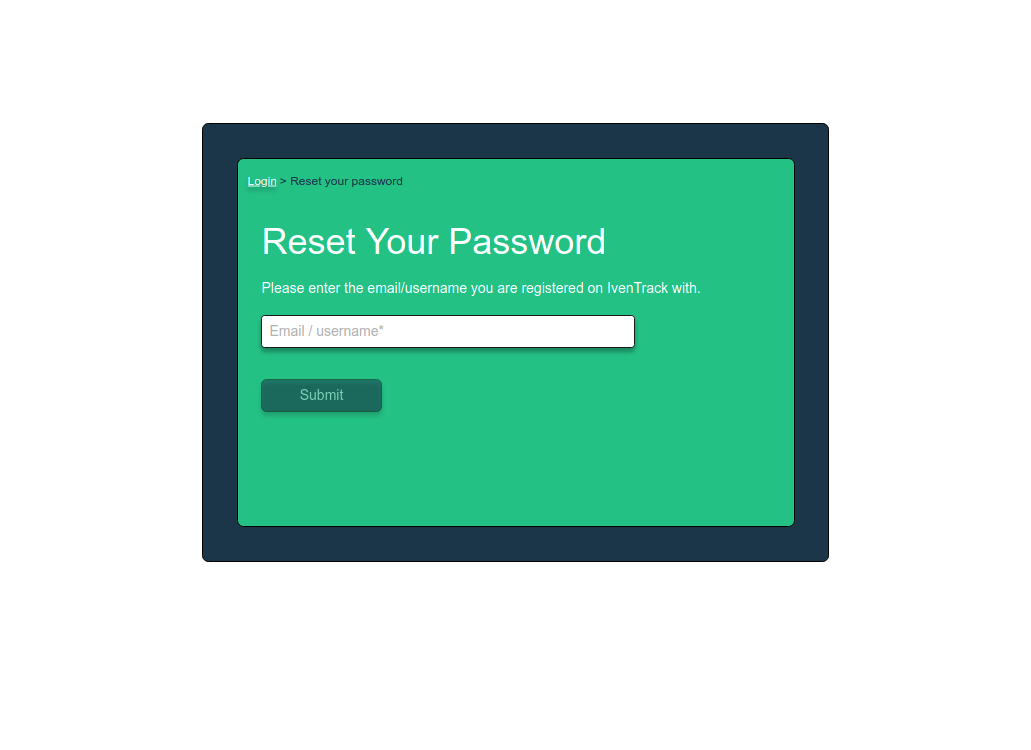 Login > Reset your password
Reset Your Password
Please enter the email/username you are registered on IvenTrack with.
Email / username*
Submit